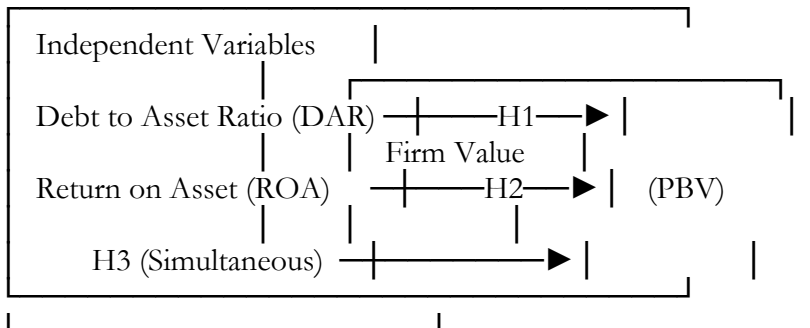 Independent Variables
Debt to Asset Ratio (DAR) H1
Firm Value
Return on Asset (ROA) H2 (PBV)
H3 (Simultaneous)